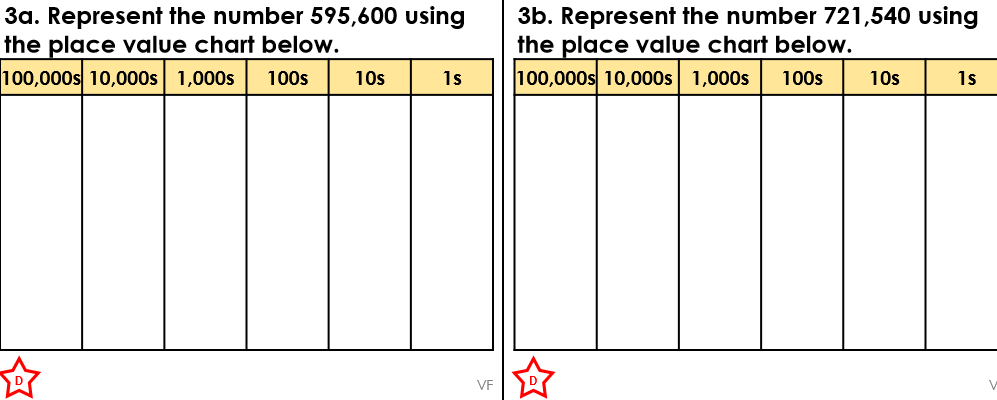 3a. Represent the number 595,600 using
the place value chart below.
100,000s 10,000s 1,000s 100s 10s 1s
D
VF
3b. Represent the number 721,540 using
the place value chart below.
100,000s 10,000s 1,000s 100s 10s 1s
D
V